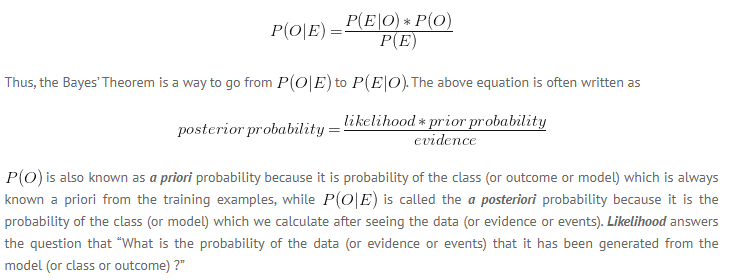 P(O|E) = P(E|O) * P(O) / P(E)
Thus, the Bayes' Theorem is a way to go from P(O|E) to P(E|O). The above equation is often written as
posterior probability = likelihood * prior probability / evidence
P(O) is also known as a priori probability because it is probability of the class (or outcome or model) which is always
known a priori from the training examples, while P(O|E) is called the a posteriori probability because it is the
probability of the class (or model) which we calculate after seeing the data (or evidence or events). Likelihood answers
the question that “What is the probability of the data (or evidence or events) that it has been generated from the
model (or class or outcome) ?”